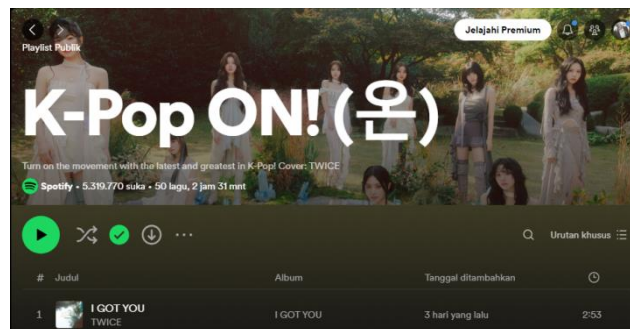 Jelajahi Premium
Playlist Publik
K-Pop ON! (온)
Turn on the movement with the latest and greatest in K-Pop! Cover: TWICE
Spotify • 5.319.770 suka • 50 lagu, 2 jam 31 mnt
Urutan khusus
# Judul Album Tanggal ditambahkan
1 I GOT YOU I GOT YOU 3 hari yang lalu 2:53
TWICE